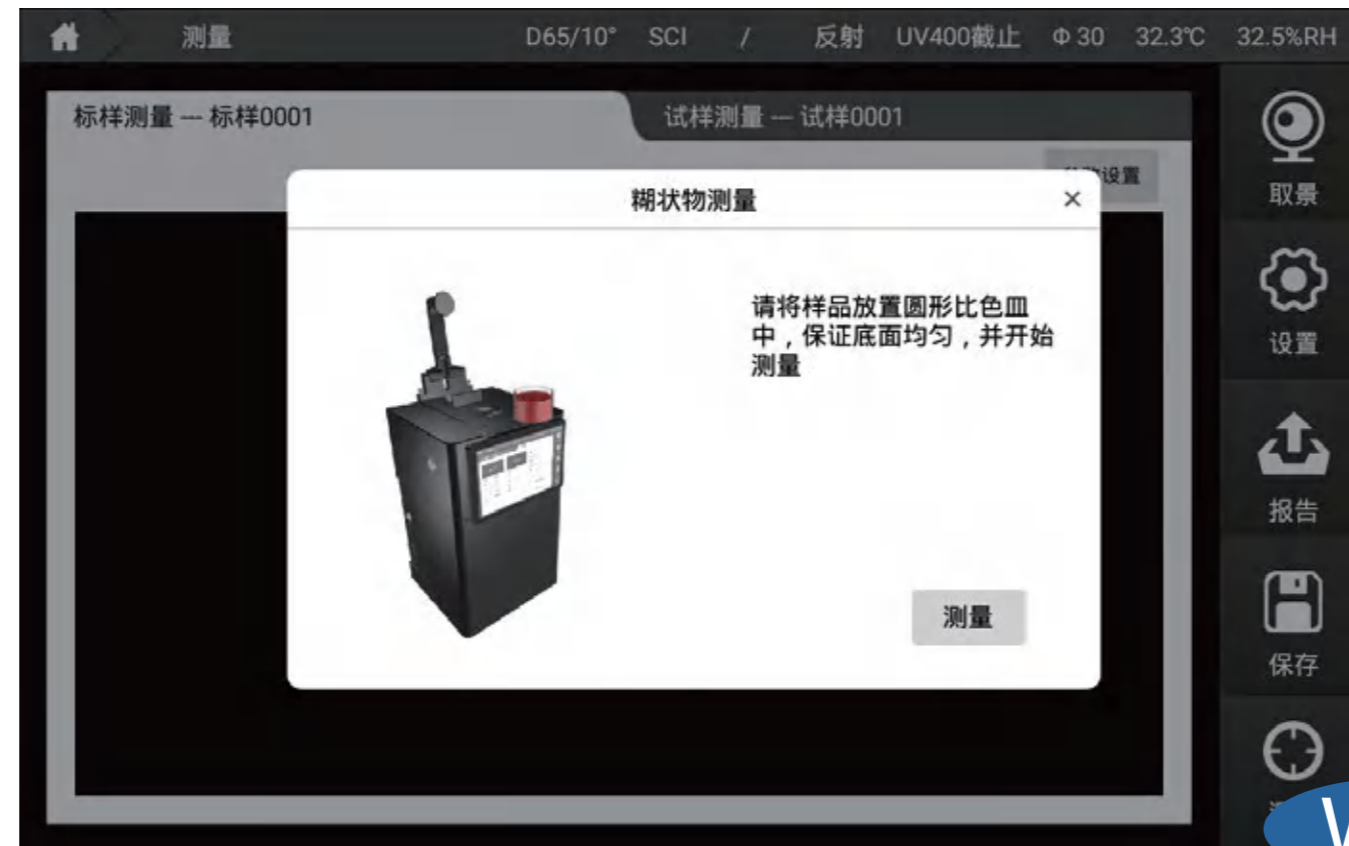 测量 D65/10° SCI / 反射 UV400截止 Φ30 32.3℃ 32.5%RH
标样测量 --- 标样0001
试样测量 --- 试样0001
设置
糊状物测量
×
请将样品放置圆形比色皿
中，保证底面均匀，并开始
测量
测量
取景
设置
报告
保存